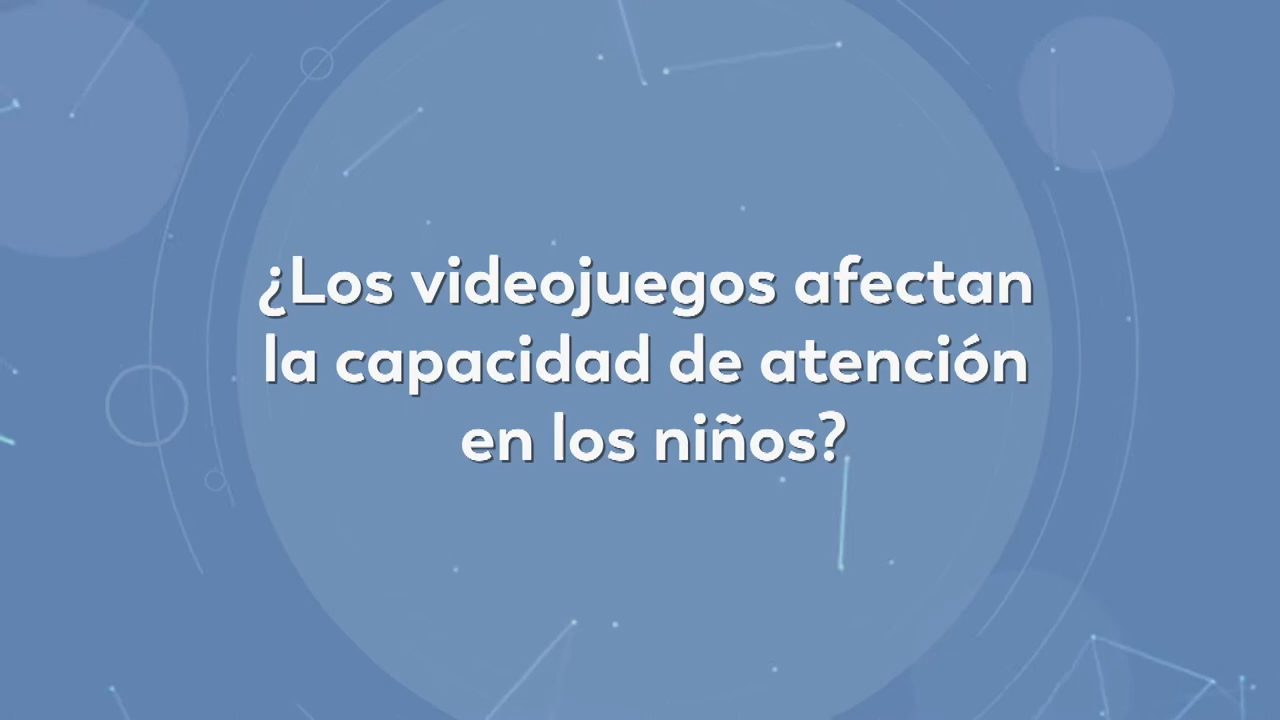 ¿Los videojuegos afectan
la capacidad de atención
en los niños?